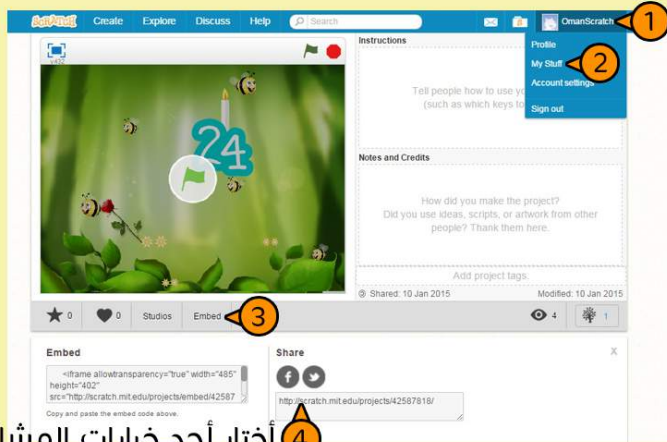 SCRATCH Create Explore Discuss Help Search OmanScratch 1
Profile
My Stuff 2
Account settings
Sign out
v432
24
Instructions
Tell people how to use yo
(such as which keys to
Notes and Credits
How did you make the project?
Did you use ideas, scripts, or artwork from other
people? Thank them here.
Add project tags.
Shared: 10 Jan 2015 Modified: 10 Jan 2015
0 0 Studios Embed 3 4 1
Embed
<iframe allowtransparency="true" width="485"
height="402"
src="http://scratch.mit.edu/projects/embed/42587
Copy and paste the embed code above.
Share X
http://scratch.mit.edu/projects/42587818/
4 أختار أحد خيارات المشا